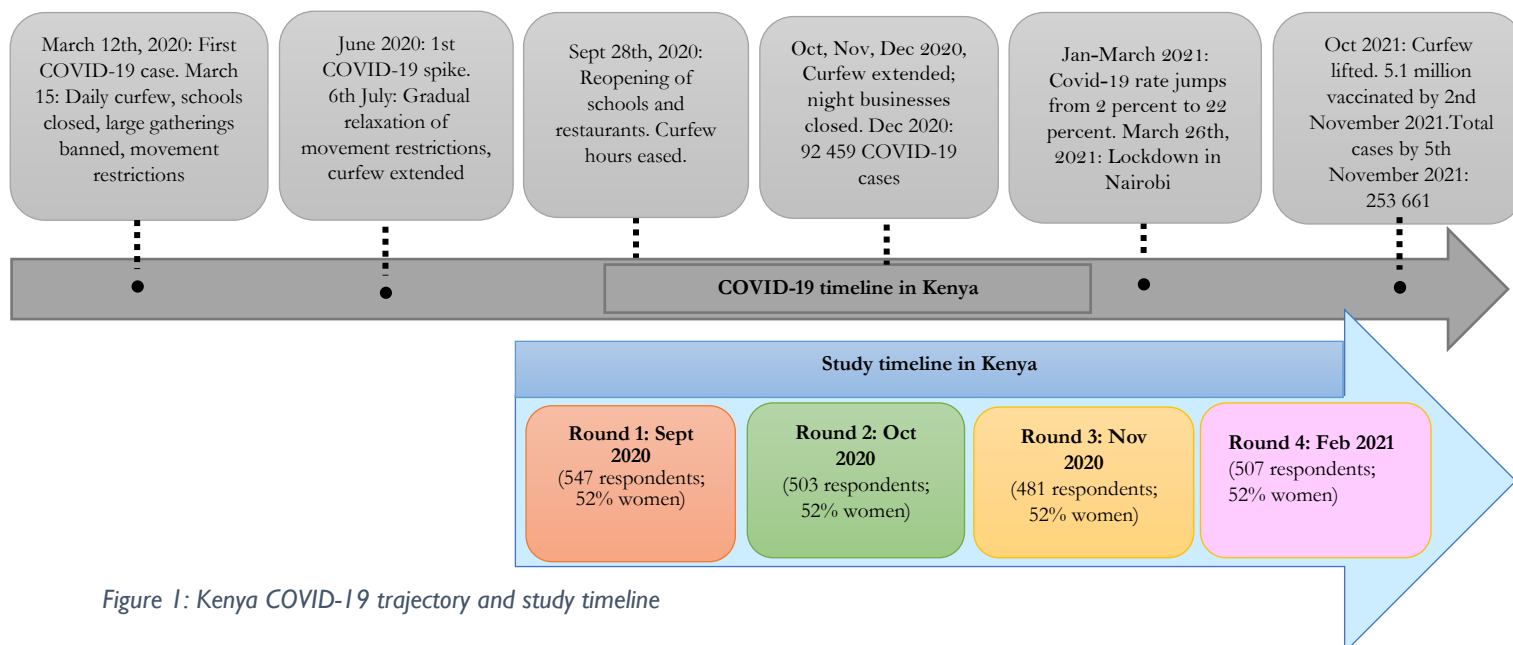 March 12th, 2020: First
COVID-19 case. March
15: Daily curfew, schools
closed, large gatherings
banned, movement
restrictions
June 2020: 1st
COVID-19 spike.
6th July: Gradual
relaxation of
movement restrictions,
curfew extended
Sept 28th, 2020:
Reopening of
schools and
restaurants. Curfew
hours eased.
Oct, Nov, Dec 2020,
Curfew extended;
night businesses
closed. Dec 2020:
92 459 COVID-19
cases
Jan-March 2021:
Covid-19 rate jumps
from 2 percent to 22
percent. March 26th,
2021: Lockdown in
Nairobi
Oct 2021: Curfew
lifted. 5.1 million
vaccinated by 2nd
November 2021.Total
cases by 5th
November 2021:
253 661
COVID-19 timeline in Kenya
Study timeline in Kenya
Round 1: Sept
2020
(547 respondents;
52% women)
Round 2: Oct
2020
(503 respondents;
52% women)
Round 3: Nov
2020
(481 respondents;
52% women)
Round 4: Feb 2021
(507 respondents;
52% women)
Figure 1: Kenya COVID-19 trajectory and study timeline